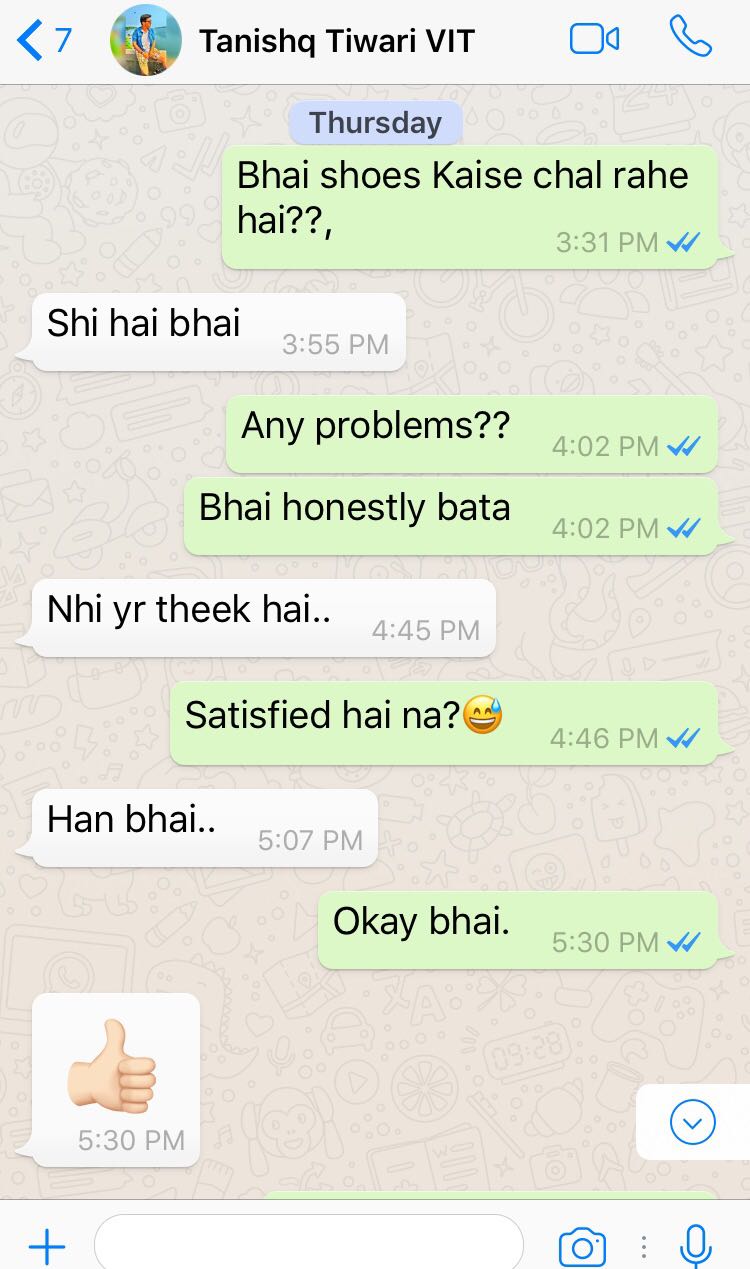 7 Tanishq Tiwari VIT
Thursday
Bhai shoes Kaise chal rahe
hai??,
3:31 PM
Shi hai bhai
3:55 PM
Any problems??
4:02 PM
Bhai honestly bata
4:02 PM
Nhi yr theek hai..
4:45 PM
Satisfied hai na?😅
4:46 PM
Han bhai..
5:07 PM
Okay bhai.
5:30 PM
👍🏻
5:30 PM